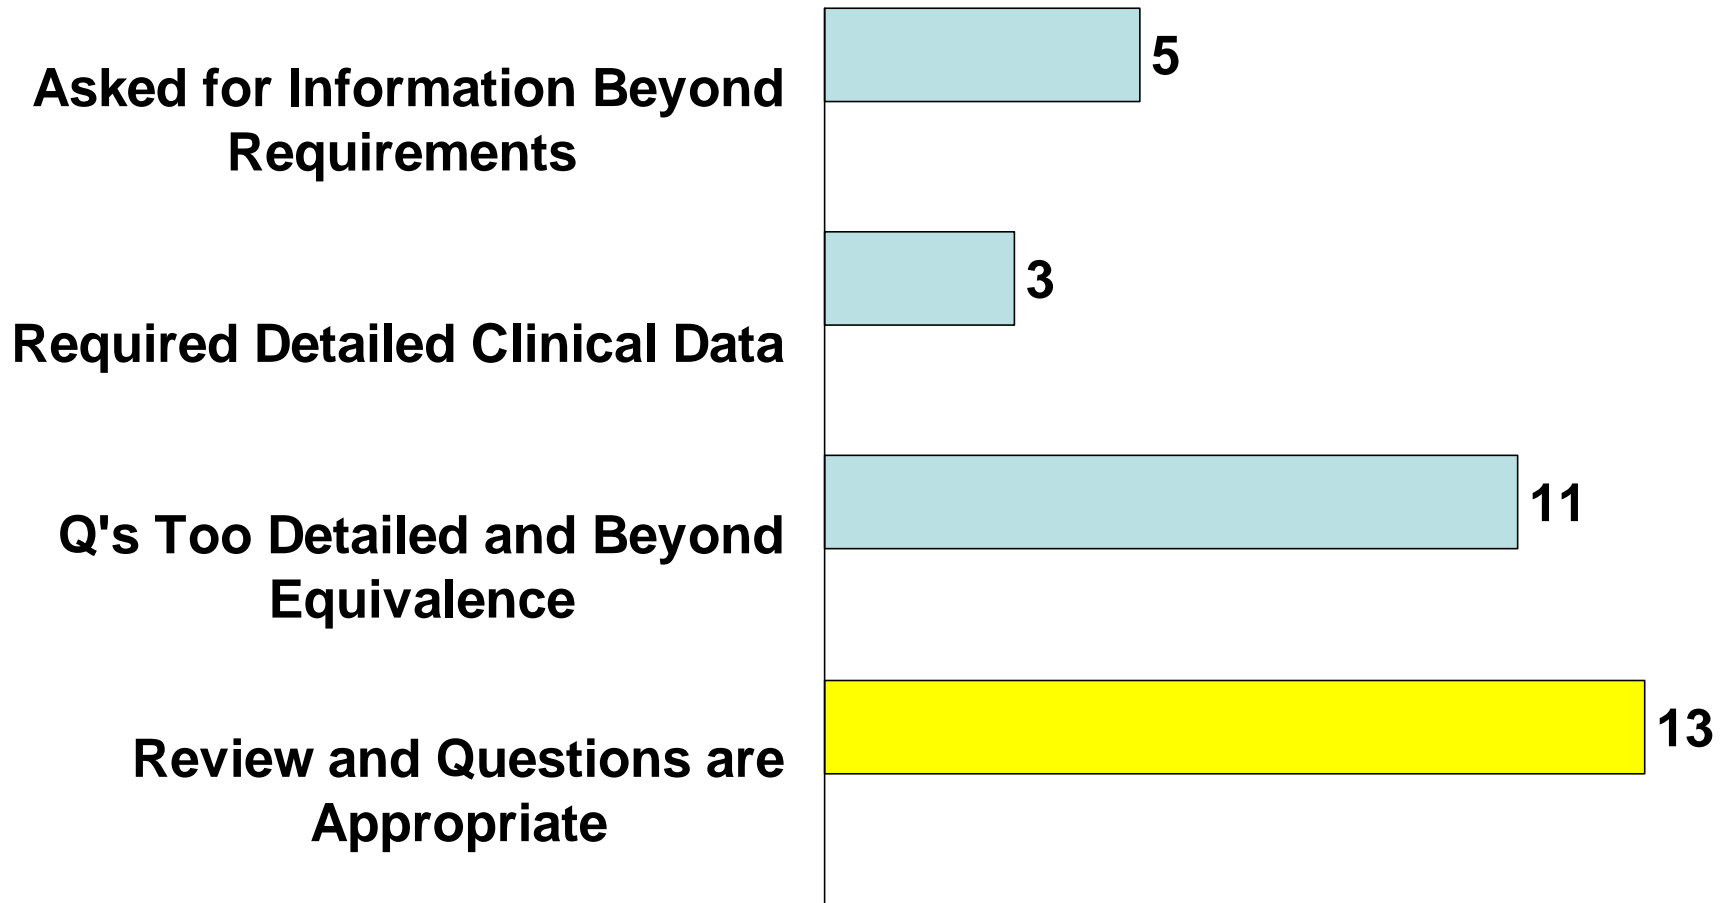 5
Asked for Information Beyond
Requirements
3
Required Detailed Clinical Data
11
Q's Too Detailed and Beyond
Equivalence
13
Review and Questions are
Appropriate